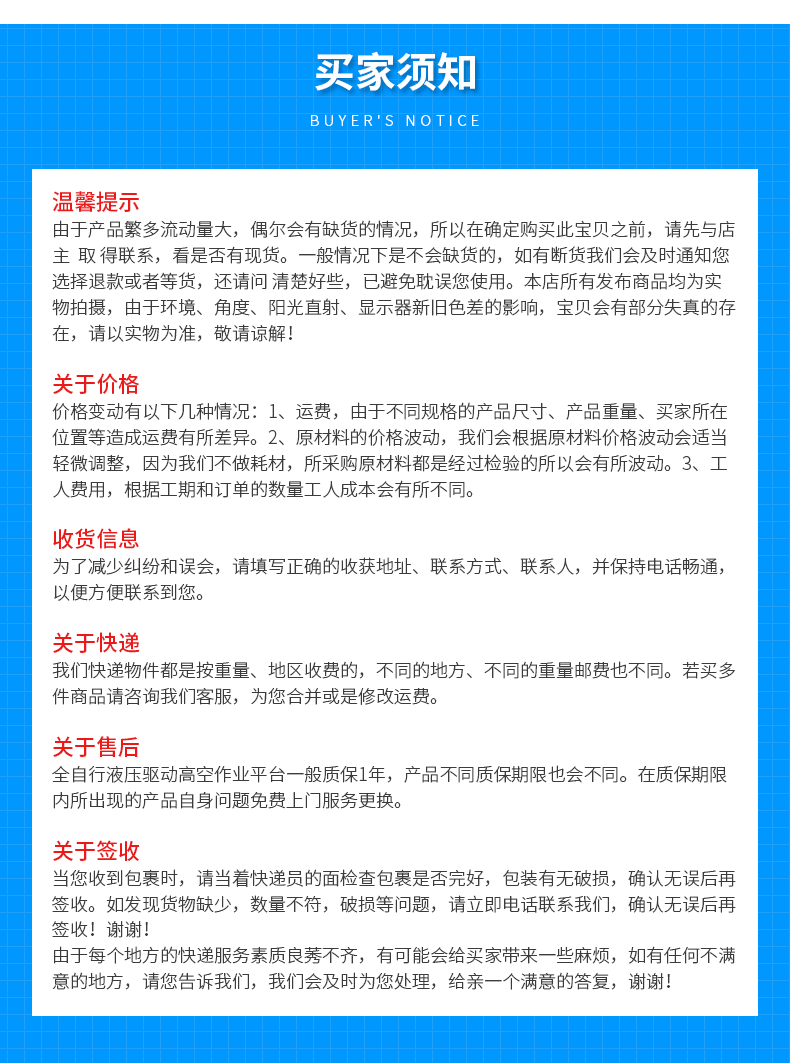 买家须知
BUYER'S NOTICE
温馨提示
由于产品繁多流动量大，偶尔会有缺货的情况，所以在确定购买此宝贝之前，请先与店
主 取 得联系，看是否有现货。一般情况下是不会缺货的，如有断货我们会及时通知您
选择退款或者等货，还请问 清楚好些，已避免耽误您使用。本店所有发布商品均为实
物拍摄，由于环境、角度、阳光直射、显示器新旧色差的影响，宝贝会有部分失真的存
在，请以实物为准，敬请谅解！
关于价格
价格变动有以下几种情况：1、运费，由于不同规格的产品尺寸、产品重量、买家所在
位置等造成运费有所差异。2、原材料的价格波动，我们会根据原材料价格波动会适当
轻微调整，因为我们不做耗材，所采购原材料都是经过检验的所以会有所波动。3、工
人费用，根据工期和订单的数量工人成本会有所不同。
收货信息
为了减少纠纷和误会，请填写正确的收获地址、联系方式、联系人，并保持电话畅通，
以便方便联系到您。
关于快递
我们快递物件都是按重量、地区收费的，不同的地方、不同的重量邮费也不同。若买多
件商品请咨询我们客服，为您合并或是修改运费。
关于售后
全自行液压驱动高空作业平台一般质保1年，产品不同质保期限也会不同。在质保期限
内所出现的产品自身问题免费上门服务更换。
关于签收
当您收到包裹时，请当着快递员的面检查包裹是否完好，包装有无破损，确认无误后再
签收。如发现货物缺少，数量不符，破损等问题，请立即电话联系我们，确认无误后再
签收！谢谢！
由于每个地方的快递服务素质良莠不齐，有可能会给买家带来一些麻烦，如有任何不满
意的地方，请您告诉我们，我们会及时为您处理，给亲一个满意的答复，谢谢！